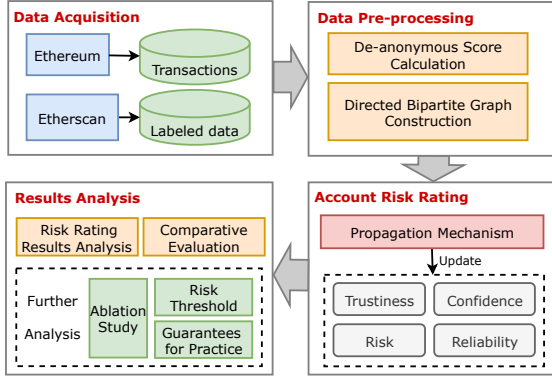 Data Acquisition
Ethereum
Transactions
Etherscan
Labeled data
Data Pre-processing
De-anonymous Score
Calculation
Directed Bipartite Graph
Construction
Account Risk Rating
Propagation Mechanism
Update
Trustiness
Confidence
Risk
Reliability
Results Analysis
Risk Rating
Results Analysis
Comparative
Evaluation
Further
Analysis
Ablation
Study
Risk
Threshold
Guarantees
for Practice